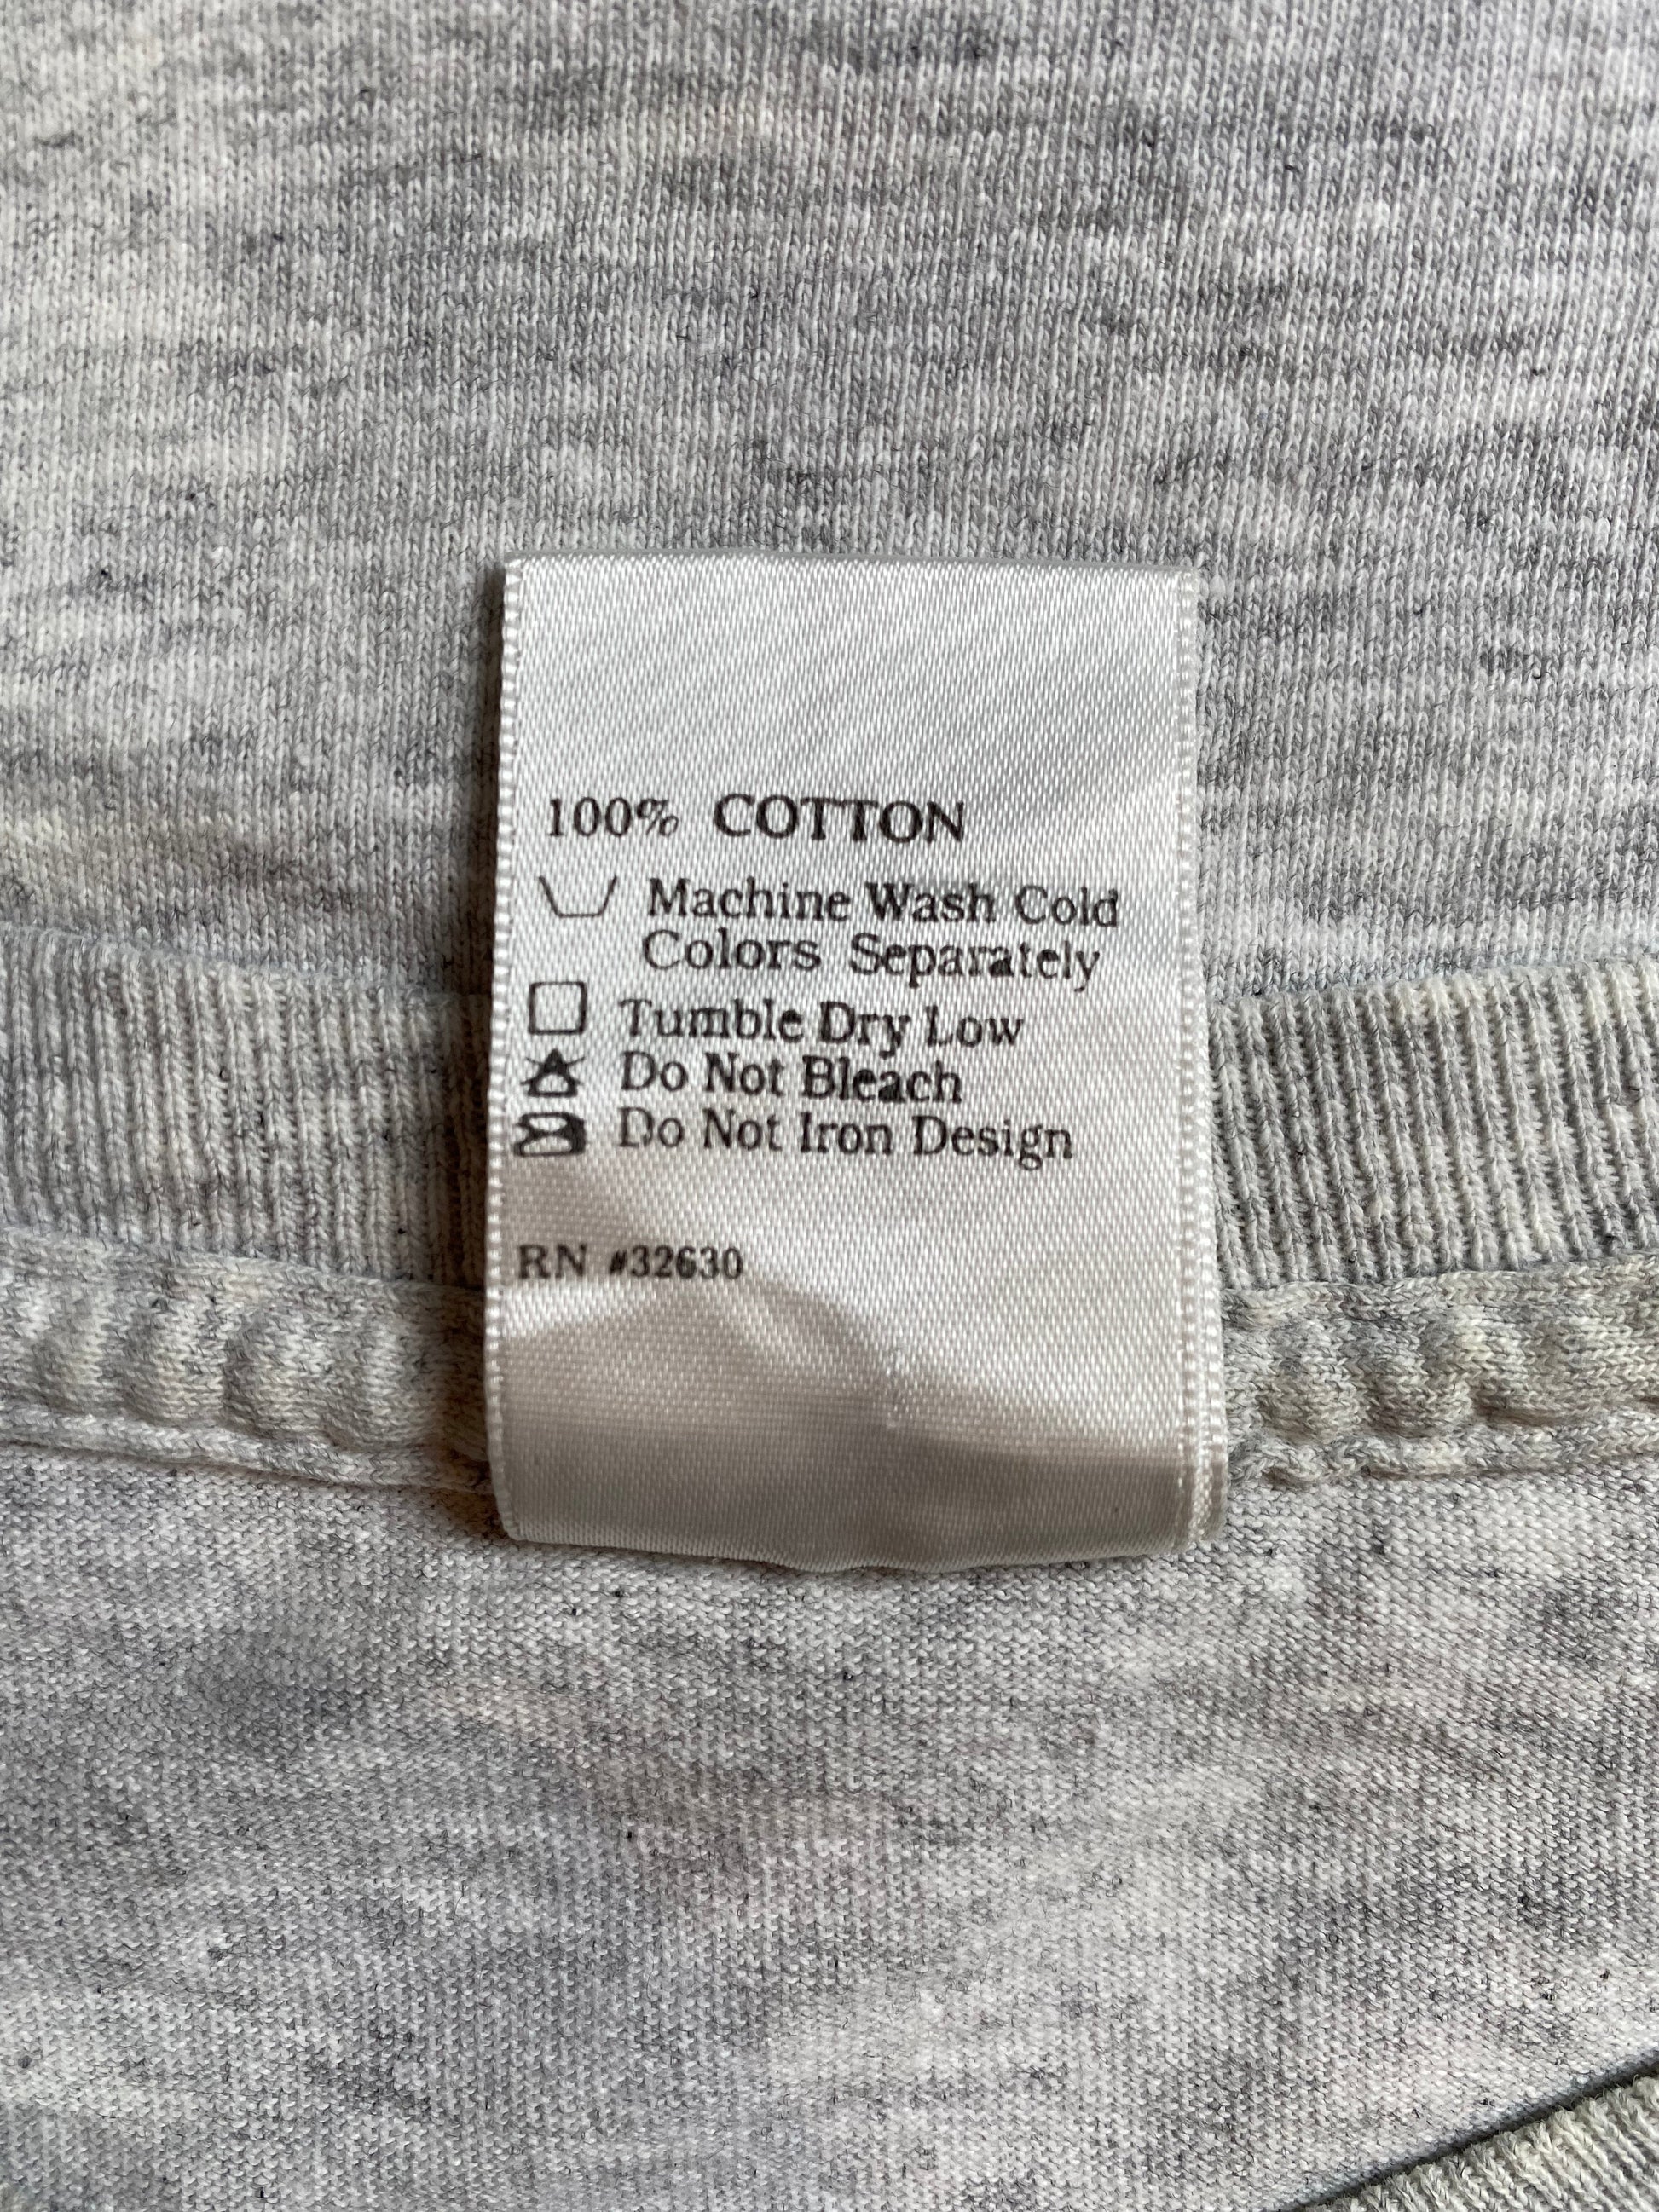 100% COTTON
Machine Wash Cold
Colors Separately
Tumble Dry Low
Do Not Bleach
Do Not Iron Design
RN #32630